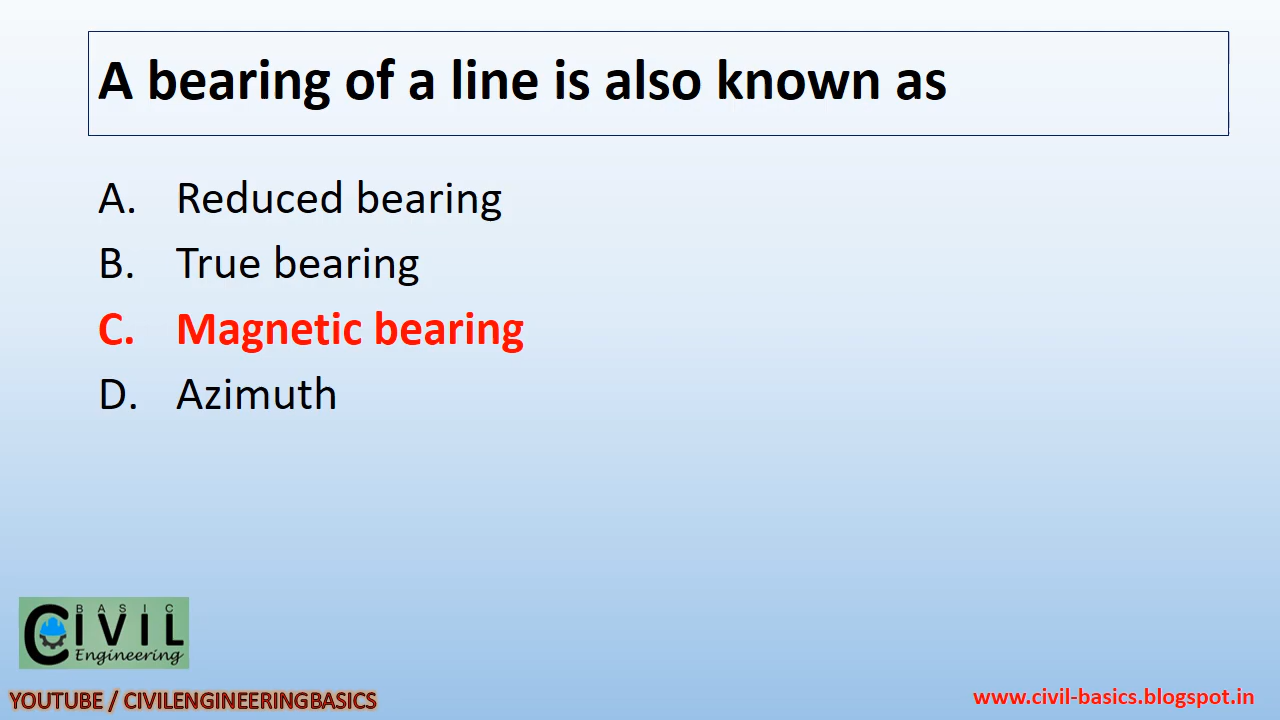 A bearing of a line is also known as
A. Reduced bearing
B. True bearing
C. Magnetic bearing
D. Azimuth
BASIC
CIVIL
Engineering
YOUTUBE / CIVILENGINEERINGBASICS
www.civil-basics.blogspot.in